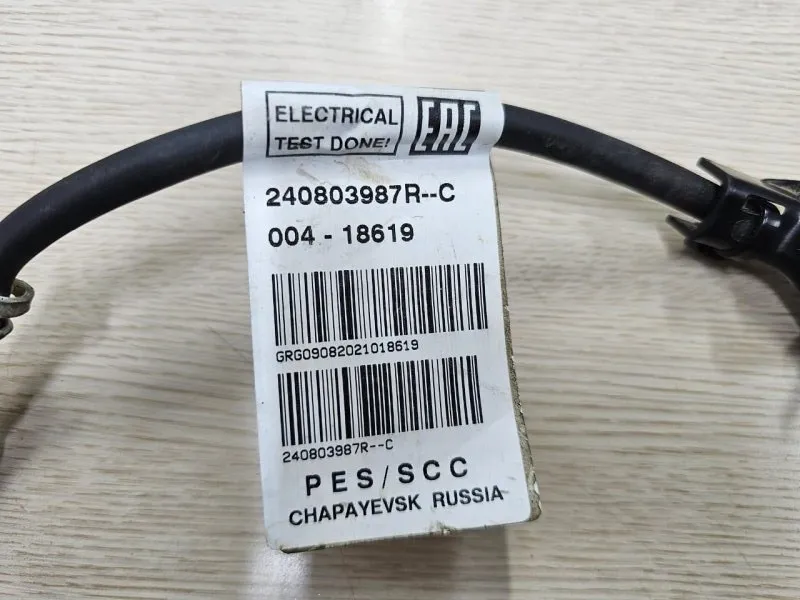 ELECTRICAL
TEST DONE!
EAC
240803987R--C
004 - 18619
GRG09082021018619
240803987R--C
PES/SCC
CHAPAYEVSK RUSSIA